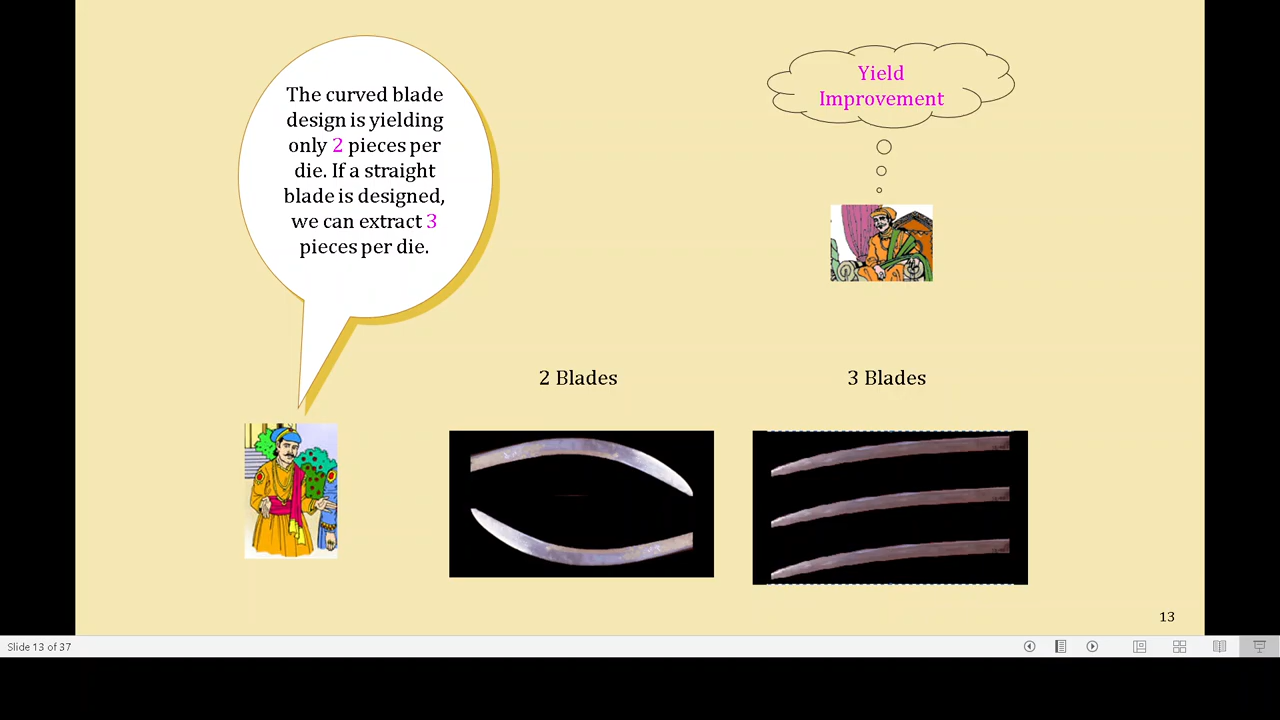 The curved blade
design is yielding
only 2 pieces per
die. If a straight
blade is designed,
we can extract 3
pieces per die.
Yield
Improvement
2 Blades
3 Blades
13
Slide 13 of 37